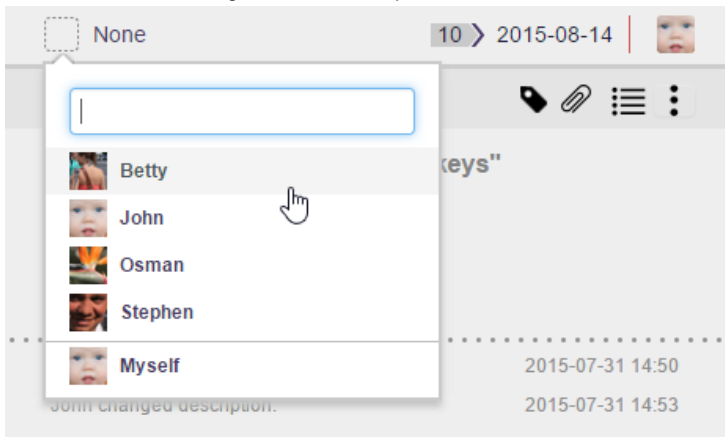 None 10 2015-08-14
keys"
Betty
John
Osman
Stephen
Myself 2015-07-31 14:50
John changed description. 2015-07-31 14:53